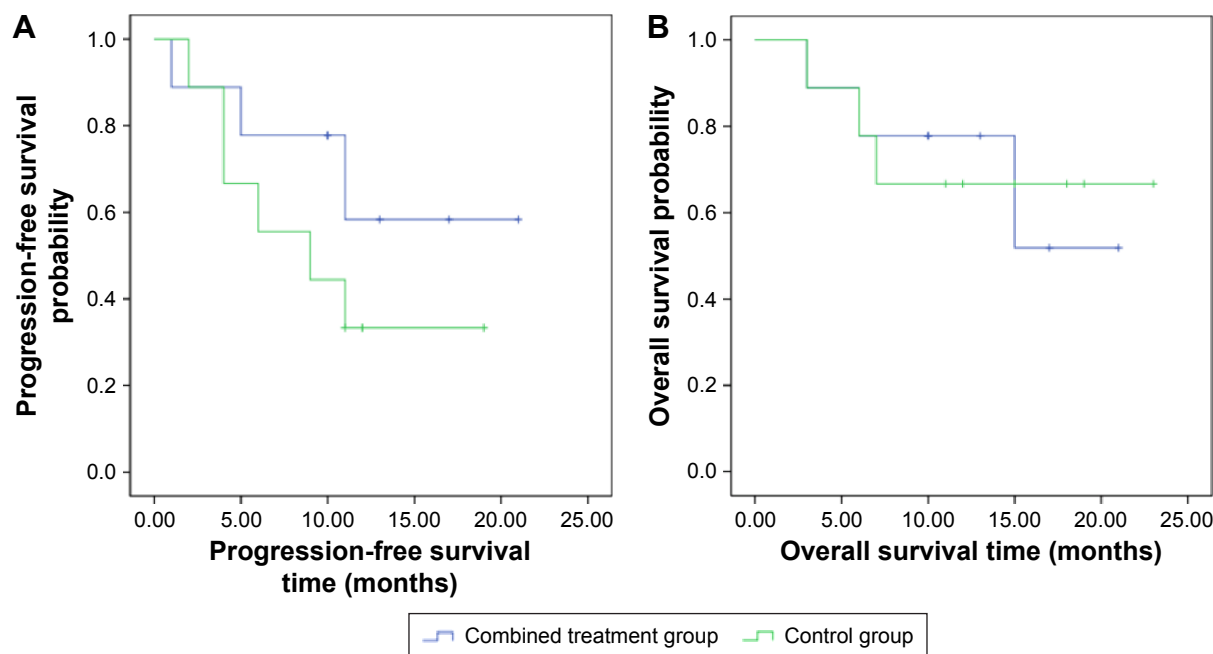 A
Progression-free survival
probability
1.0
0.8
0.6
0.4
0.2
0.0
0.00 5.00 10.00 15.00 20.00 25.00
Progression-free survival
time (months)
B
Overall survival probability
1.0
0.8
0.6
0.4
0.2
0.0
0.00 5.00 10.00 15.00 20.00 25.00
Overall survival time (months)
Combined treatment group Control group